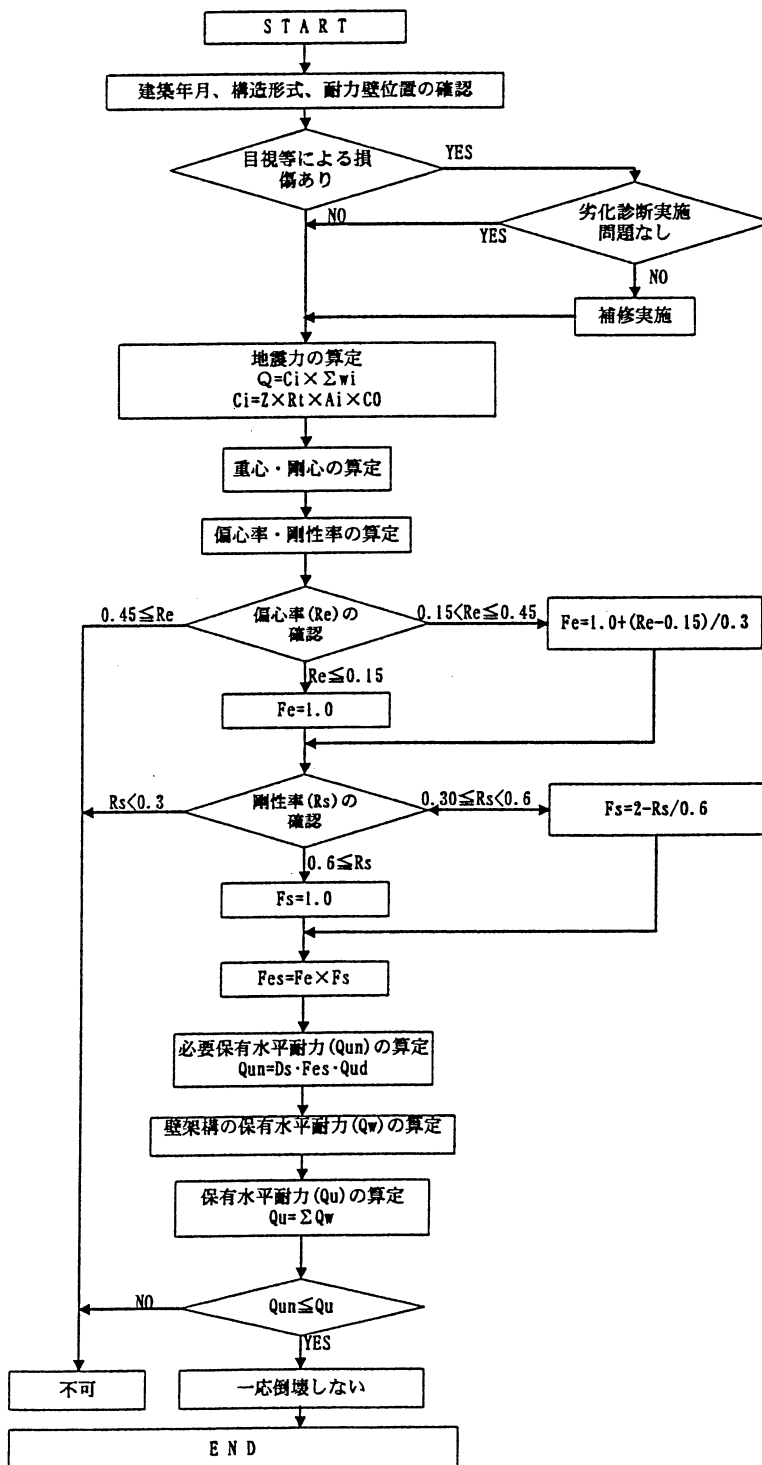 START
建築年月、構造形式、耐力壁位置の確認
目視等による損
傷あり
YES
NO
劣化診断実施
問題なし
YES
NO
補修実施
地震力の算定
Q=Ci×Σwi
Ci=Z×Rt×Ai×C0
重心・剛心の算定
偏心率・剛性率の算定
偏心率(Re)の
確認
0.45≦Re
0.15<Re≦0.45
Fe=1.0+(Re-0.15)/0.3
Re≦0.15
Fe=1.0
剛性率(Rs)の
確認
Rs<0.3
0.30≦Rs<0.6
Fs=2-Rs/0.6
0.6≦Rs
Fs=1.0
Fes=Fe×Fs
必要保有水平耐力(Qun)の算定
Qun=Ds·Fes·Qud
壁架構の保有水平耐力(Qw)の算定
保有水平耐力(Qu)の算定
Qu=ΣQw
Qun≦Qu
NO
YES
不可
一応倒壊しない
END